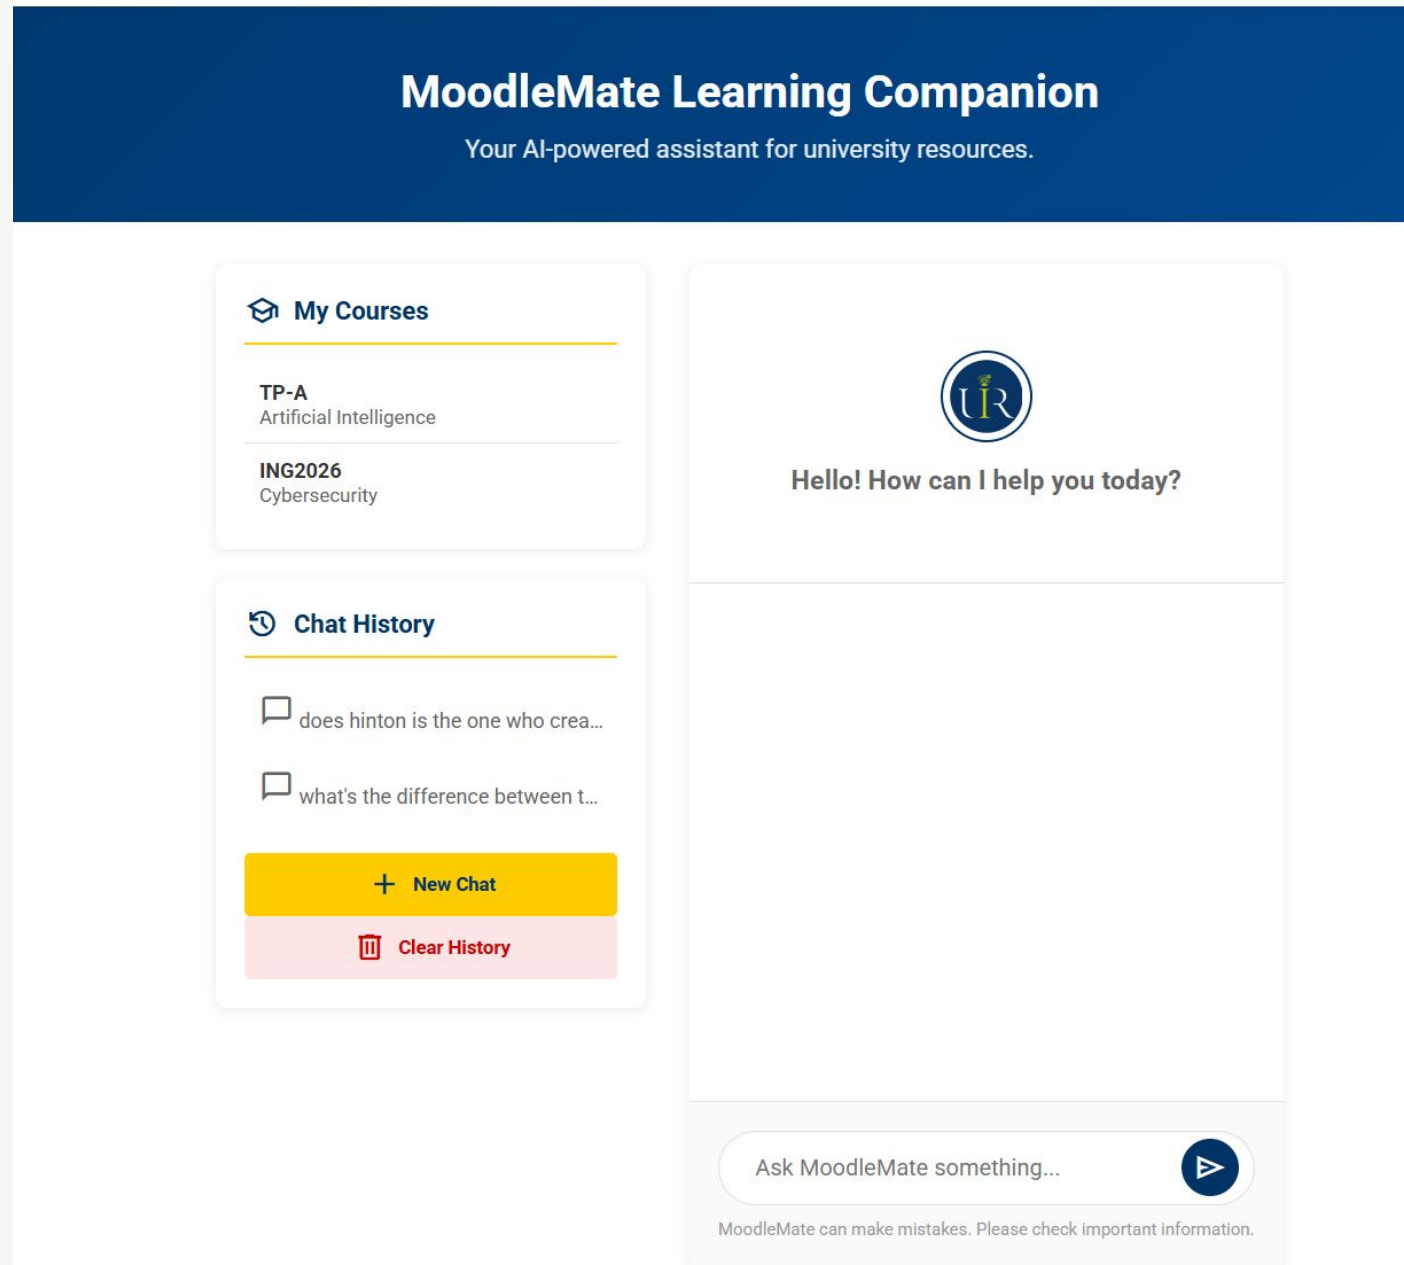 MoodleMate Learning Companion
Your AI-powered assistant for university resources.
My Courses
TP-A
Artificial Intelligence
ING2026
Cybersecurity
Chat History
does hinton is the one who crea...
what's the difference between t...
New Chat
Clear History
UIR
Hello! How can I help you today?
Ask MoodleMate something...
MoodleMate can make mistakes. Please check important information.